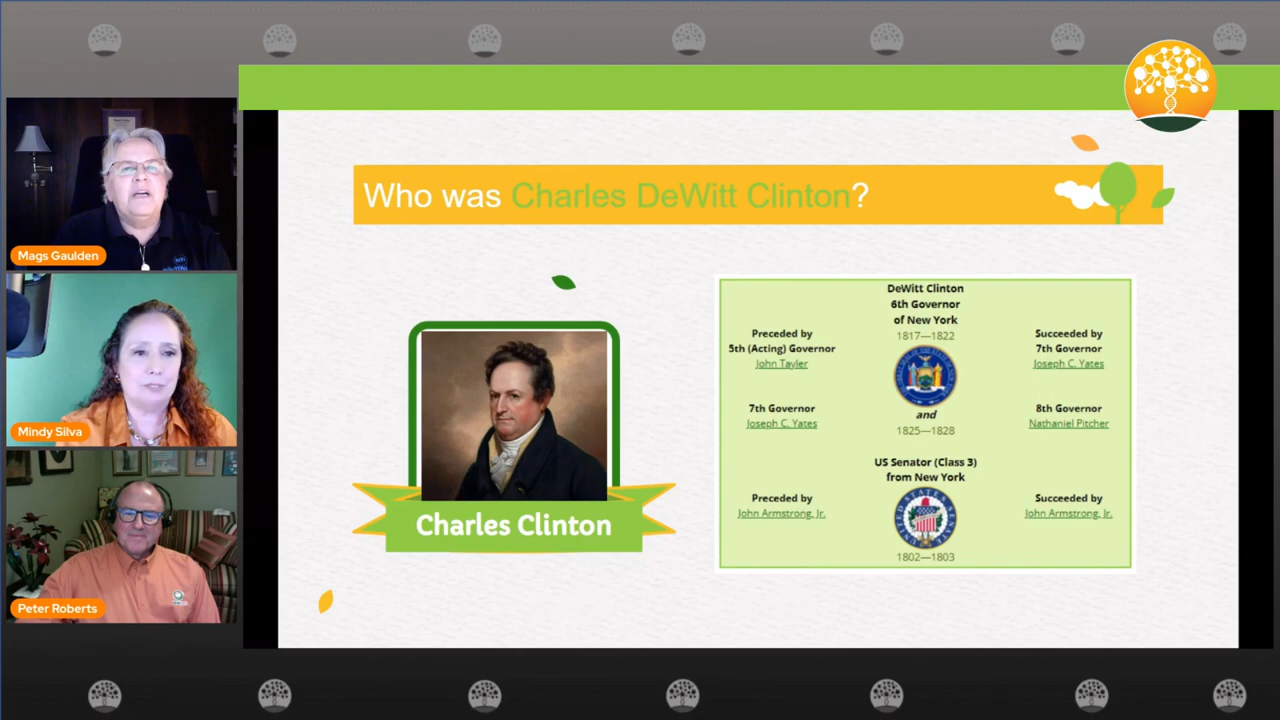 Mags Gaulden
Mindy Silva
Peter Roberts
Who was Charles DeWitt Clinton?
Charles Clinton
DeWitt Clinton
6th Governor
of New York
1817—1822
Preceded by
5th (Acting) Governor
John Tayler
Succeeded by
7th Governor
Joseph C. Yates
7th Governor
Joseph C. Yates
and
1825—1828
8th Governor
Nathaniel Pitcher
US Senator (Class 3)
from New York
Preceded by
John Armstrong, Jr.
Succeeded by
John Armstrong, Jr.
1802—1803